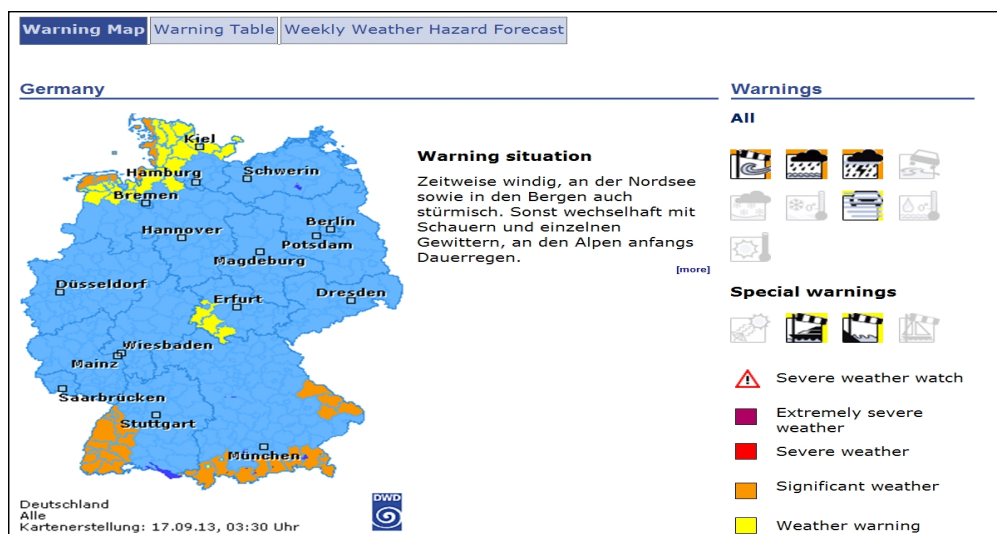 Warning Map Warning Table Weekly Weather Hazard Forecast
Germany
Kiel
Hamburg
Schwerin
Bremen
Berlin
Hannover
Potsdam
Magdeburg
Düsseldorf
Erfurt
Dresden
Wiesbaden
Mainz
Saarbrücken
Stuttgart
München
Deutschland
Alle
Kartenerstellung: 17.09.13, 03:30 Uhr
DWD
Warning situation
Zeitweise windig, an der Nordsee
sowie in den Bergen auch
stürmisch. Sonst wechselhaft mit
Schauern und einzelnen
Gewittern, an den Alpen anfangs
Dauerregen.
[more]
Warnings
All
Special warnings
Severe weather watch
Extremely severe
weather
Severe weather
Significant weather
Weather warning